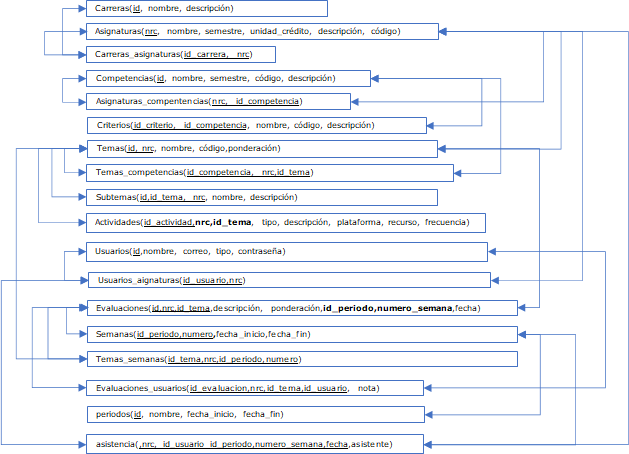 Carreras(id, nombre, descripción)
Asignaturas(nrc, nombre, semestre, unidad_crédito, descripción, código)
Carreras_asignaturas(id_carrera, nrc)
Competencias(id, nombre, semestre, código, descripción)
Asignaturas_compentencias(nrc, id_competencia)
Criterios(id_criterio, id_competencia, nombre, código, descripción)
Temas(id, nrc, nombre, código,ponderación)
Temas_competencias(id_competencia, nrc,id_tema)
Subtemas(id,id_tema, nrc, nombre, descripción)
Actividades(id_actividad,nrc,id_tema, tipo, descripción, plataforma, recurso, frecuencia)
Usuarios(id,nombre, correo, tipo, contraseña)
Usuarios_aignaturas(id_usuario,nrc)
Evaluaciones(id,nrc,id_tema,descripción, ponderación,id_periodo,numero_semana,fecha)
Semanas(id_periodo,numero,fecha_inicio,fecha_fin)
Temas_semanas(id_tema,nrc,id_periodo,numero)
Evaluaciones_usuarios(id_evaluacion,nrc,id_tema,id_usuario, nota)
periodos(id, nombre, fecha_inicio, fecha_fin)
asistencia(,nrc, id_usuario id_periodo,numero_semana,fecha,asistente)